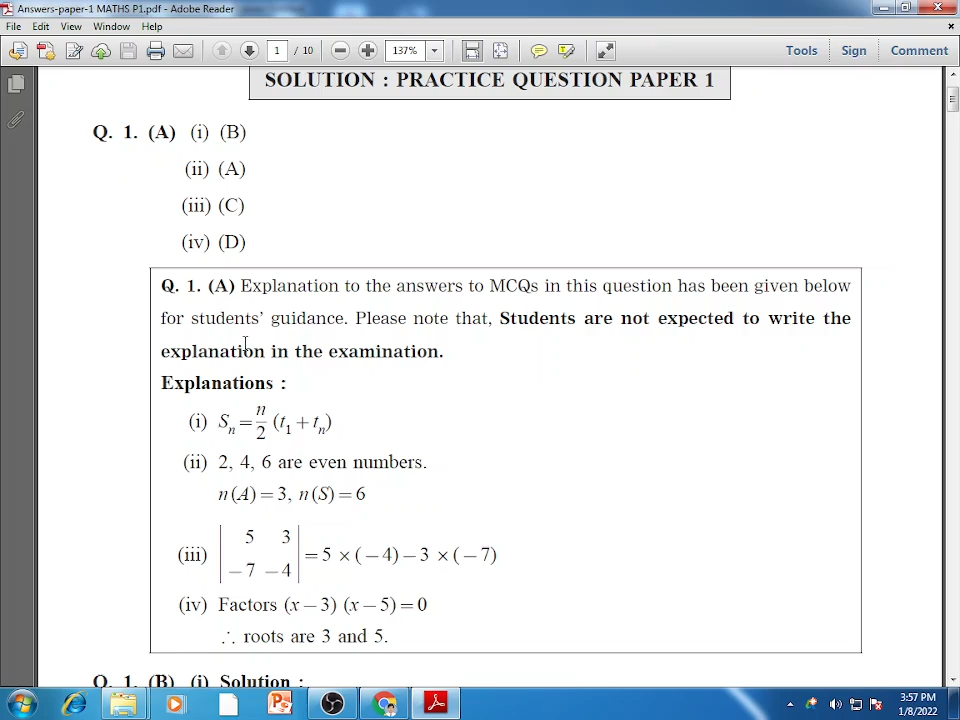 Answers-paper-1 MATHS P1.pdf - Adobe Reader
File Edit View Window Help
1 / 10 137% Tools Sign Comment
SOLUTION : PRACTICE QUESTION PAPER 1
Q. 1. (A) (i) (B)
(ii) (A)
(iii) (C)
(iv) (D)
Q. 1. (A) Explanation to the answers to MCQs in this question has been given below
for students’ guidance. Please note that, Students are not expected to write the
explanation in the examination.
Explanations :
(i) Sₙ = n/2 (t₁ + tₙ)
(ii) 2, 4, 6 are even numbers.
n (A) = 3, n (S) = 6
(iii) | 5 3 |
| − 7 − 4 | = 5 × ( − 4) − 3 × ( − 7)
(iv) Factors (x − 3) (x − 5) = 0
∴ roots are 3 and 5.
Q. 1. (B) (i) Solution :
3:57 PM
1/8/2022